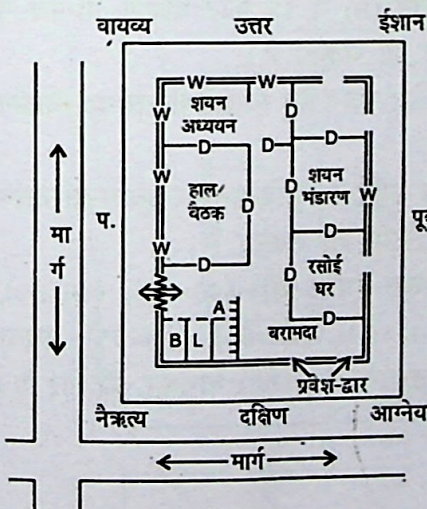 वायव्य उत्तर ईशान
W W
शयन
अध्ययन
W D
D D D
हाल
बैठक
W D D
शयन
भंडारण
W
मार्ग
प.
W D D
रसोई
घर
D
A
B L
बरामदा
D
प्रवेश-द्वार
नैऋत्य दक्षिण आग्नेय
मार्ग